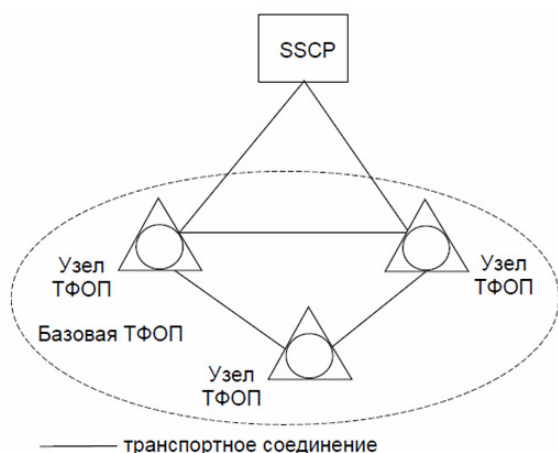 SSCP
Узел
ТФОП
Узел
ТФОП
Базовая ТФОП
Узел
ТФОП
транспортное соединение